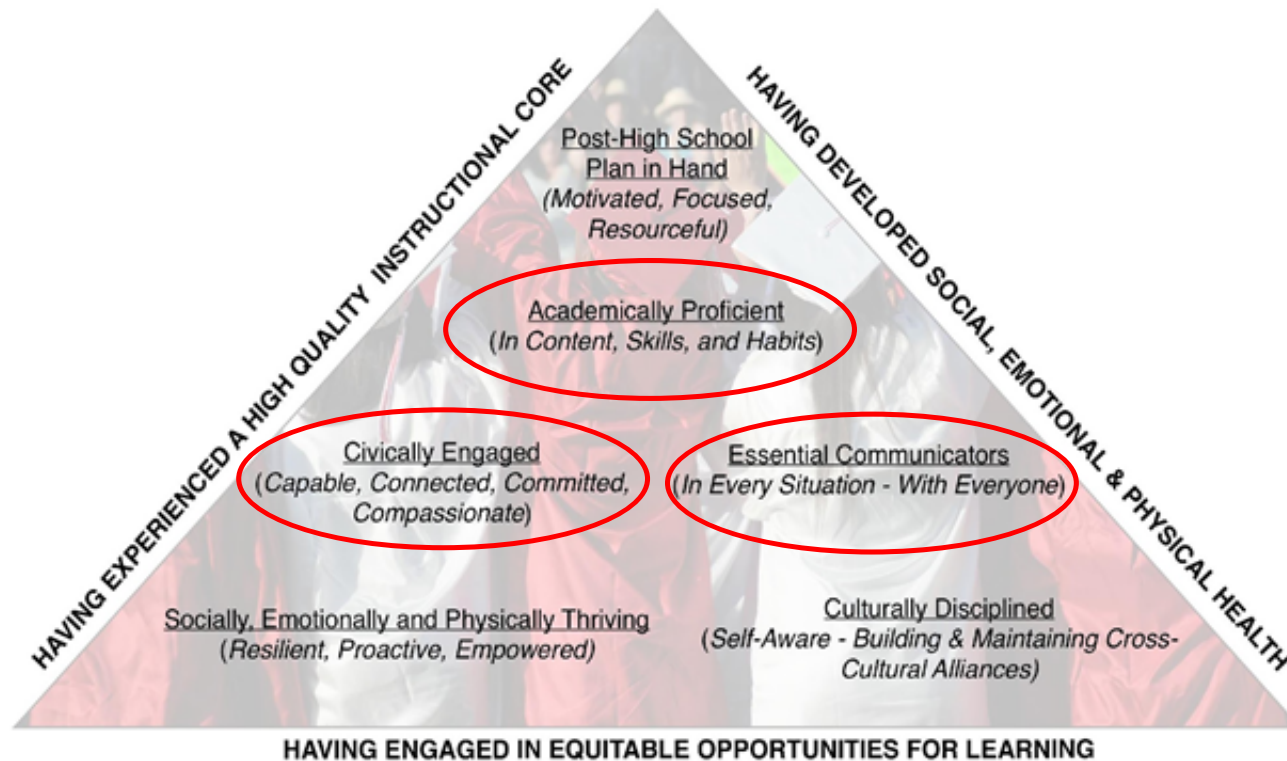 HAVING EXPERIENCED A HIGH QUALITY INSTRUCTIONAL CORE
HAVING DEVELOPED SOCIAL, EMOTIONAL & PHYSICAL HEALTH
Post-High School
Plan in Hand
(Motivated, Focused,
Resourceful)
Academically Proficient
(In Content, Skills, and Habits)
Civically Engaged
(Capable, Connected, Committed,
Compassionate)
Essential Communicators
(In Every Situation - With Everyone)
Socially, Emotionally and Physically Thriving
(Resilient, Proactive, Empowered)
Culturally Disciplined
(Self-Aware - Building & Maintaining Cross-
Cultural Alliances)
HAVING ENGAGED IN EQUITABLE OPPORTUNITIES FOR LEARNING